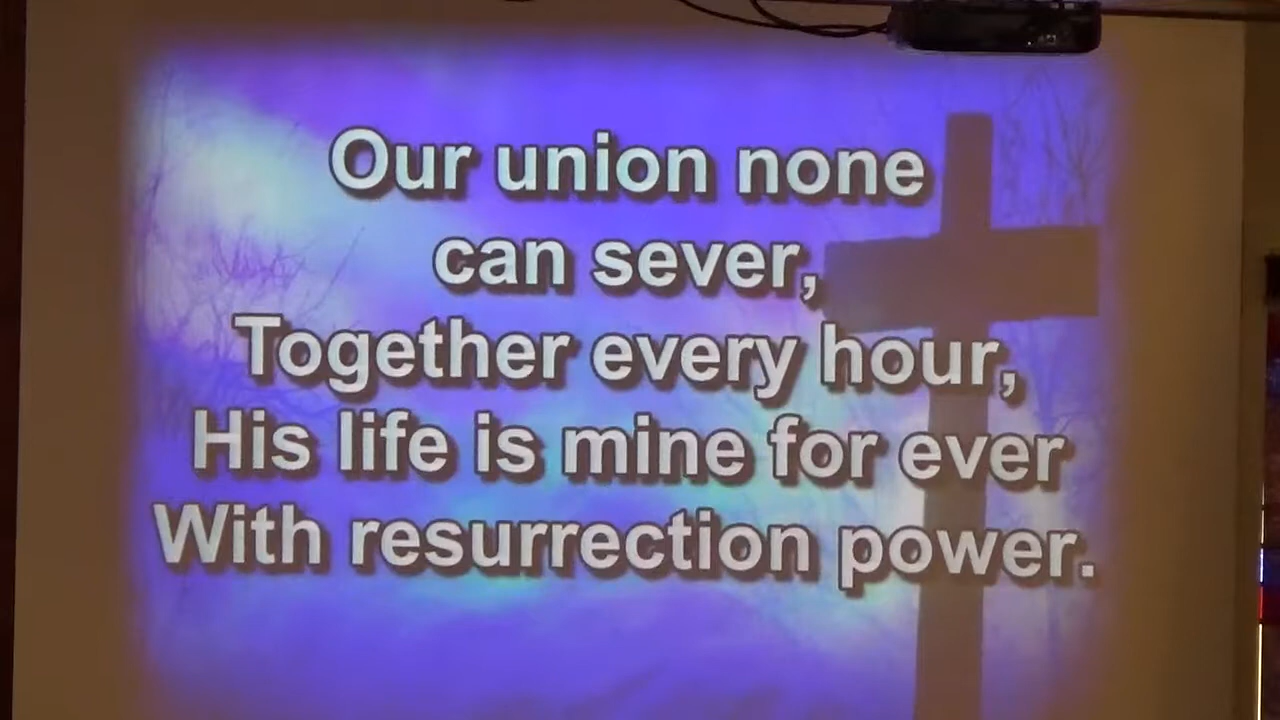 Our union none
can sever,
Together every hour,
His life is mine for ever
With resurrection power.